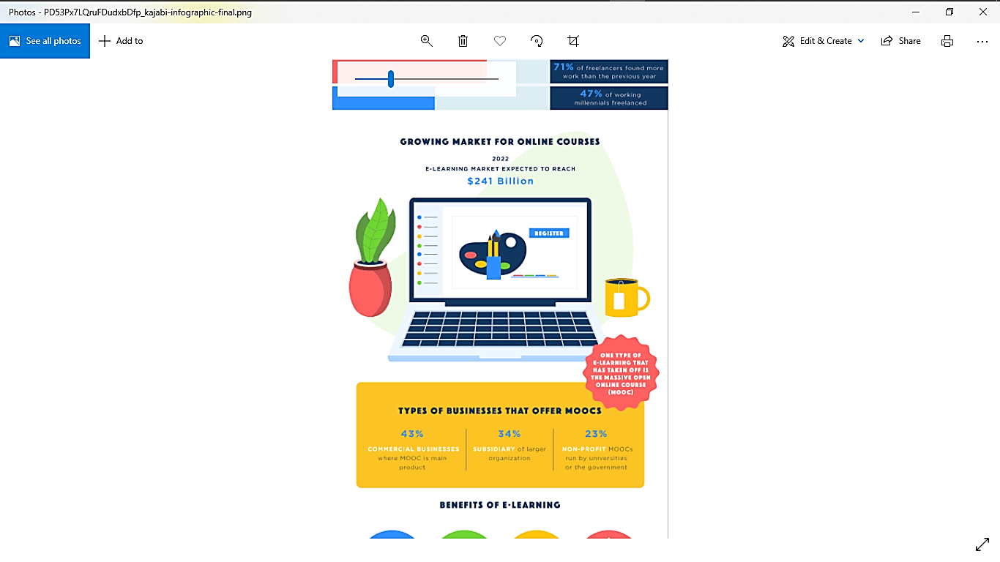 Photos - PD53Px7LQruFDudxbDfp_kajabi-infographic-final.png
See all photos
Add to
Edit & Create
Share
71% of freelancers found more
work than the previous year
47% of working
millennials freelanced
GROWING MARKET FOR ONLINE COURSES
2022
E-LEARNING MARKET EXPECTED TO REACH
$241 Billion
REGISTER
ONE TYPE OF
E-LEARNING THAT
HAS TAKEN OFF IS
THE MASSIVE OPEN
ONLINE COURSE
(MOOC)
TYPES OF BUSINESSES THAT OFFER MOOCS
43%
COMMERCIAL BUSINESSES
where MOOC is main
product
34%
SUBSIDIARY of larger
organization
23%
NON-PROFIT MOOCs
run by universities
or the government
BENEFITS OF E-LEARNING